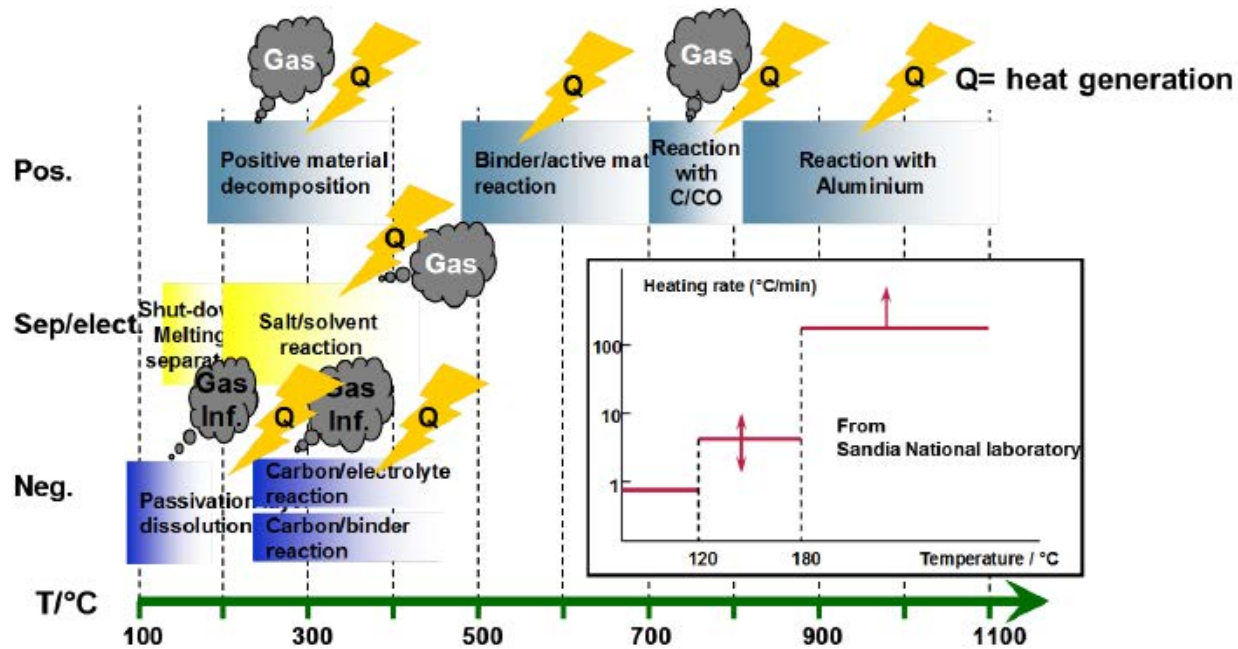 Gas
Q
Q
Gas
Q
Q
Q= heat generation
Pos.
Positive material
decomposition
Binder/active mat
reaction
Reaction
with
C/CO
Reaction with
Aluminium
Q
Gas
Sep/elect.
Shut-dow
Melting
separat
Salt/solvent
reaction
Gas
Inf.
Q
Gas
Inf.
Q
Neg.
Passivation
dissolution
Carbon/electrolyte
reaction
Carbon/binder
reaction
Heating rate (°C/min)
100
10
1
From
Sandia National laboratory
120
180
Temperature / °C
T/°C
100
300
500
700
900
1100